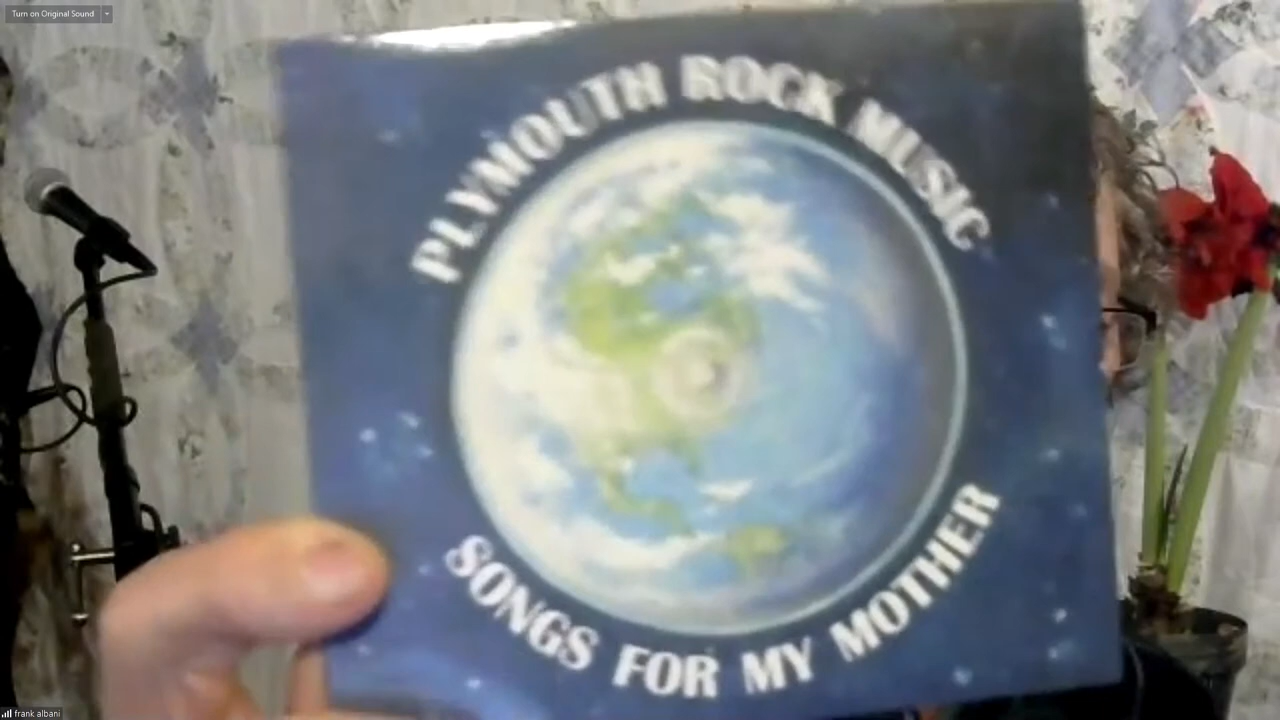 Turn on Original Sound
PLYMOUTH ROCK MUSIC
SONGS FOR MY MOTHER
frank albani